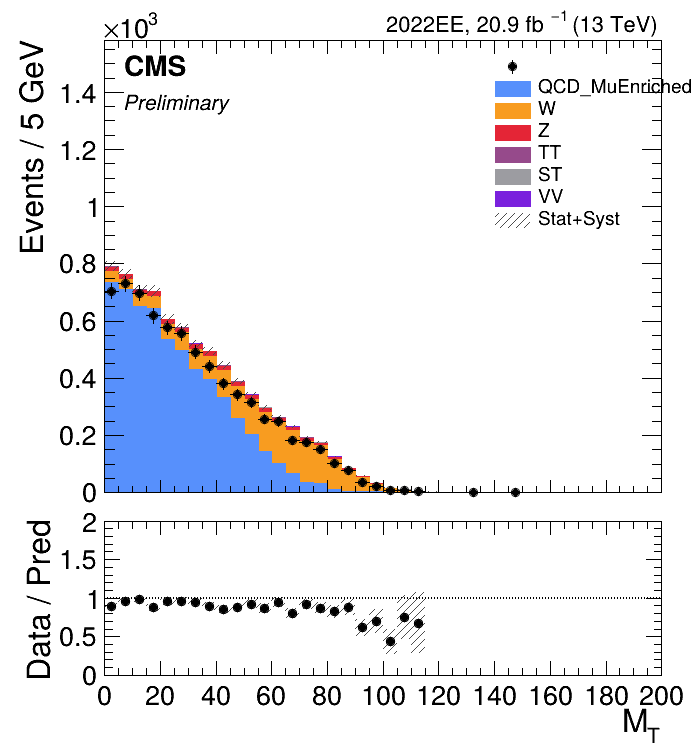 ×10³
2022EE, 20.9 fb ⁻¹ (13 TeV)
CMS
Preliminary
QCD_MuEnriched
W
Z
TT
ST
VV
Stat+Syst
Events / 5 GeV
1.4
1.2
1
0.8
0.6
0.4
0.2
0
Data / Pred
2
1.5
1
0.5
0
0 20 40 60 80 100 120 140 160 180 200
M_T